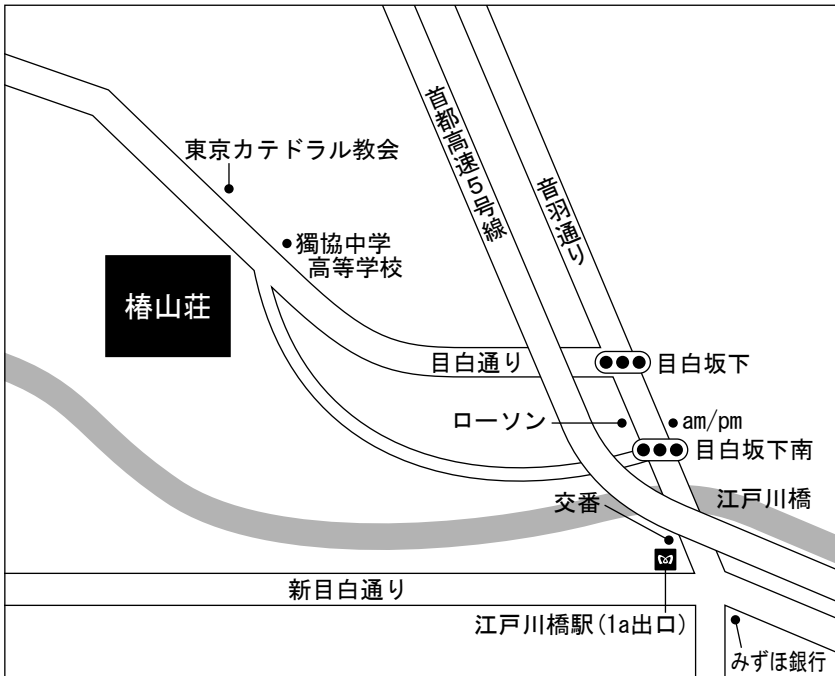 首都高速5号線
音羽通り
東京カテドラル教会
獨協中学
高等学校
椿山荘
目白通り
目白坂下
ローソン
am/pm
目白坂下南
江戸川橋
交番
新目白通り
江戸川橋駅(1a出口)
みずほ銀行